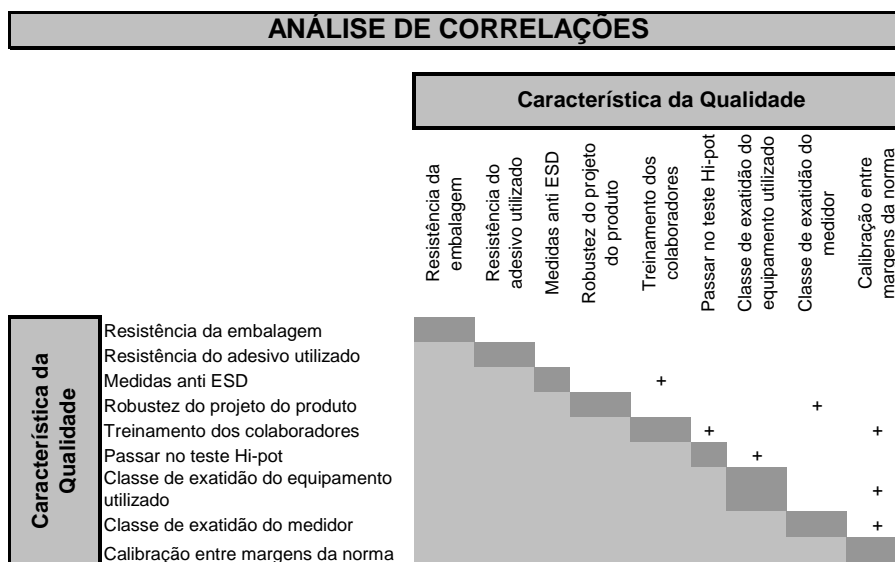 ANÁLISE DE CORRELAÇÕES
Característica da Qualidade
Resistência da
embalagem
Resistência do
adesivo utilizado
Medidas anti ESD
Robustez do projeto
do produto
Treinamento dos
colaboradores
Passar no teste Hi-pot
Classe de exatidão do
equipamento utilizado
Classe de exatidão do
medidor
Calibração entre
margens da norma
Característica da
Qualidade
Resistência da embalagem
Resistência do adesivo utilizado
Medidas anti ESD +
Robustez do projeto do produto +
Treinamento dos colaboradores + +
Passar no teste Hi-pot +
Classe de exatidão do equipamento
utilizado +
Classe de exatidão do medidor +
Calibração entre margens da norma